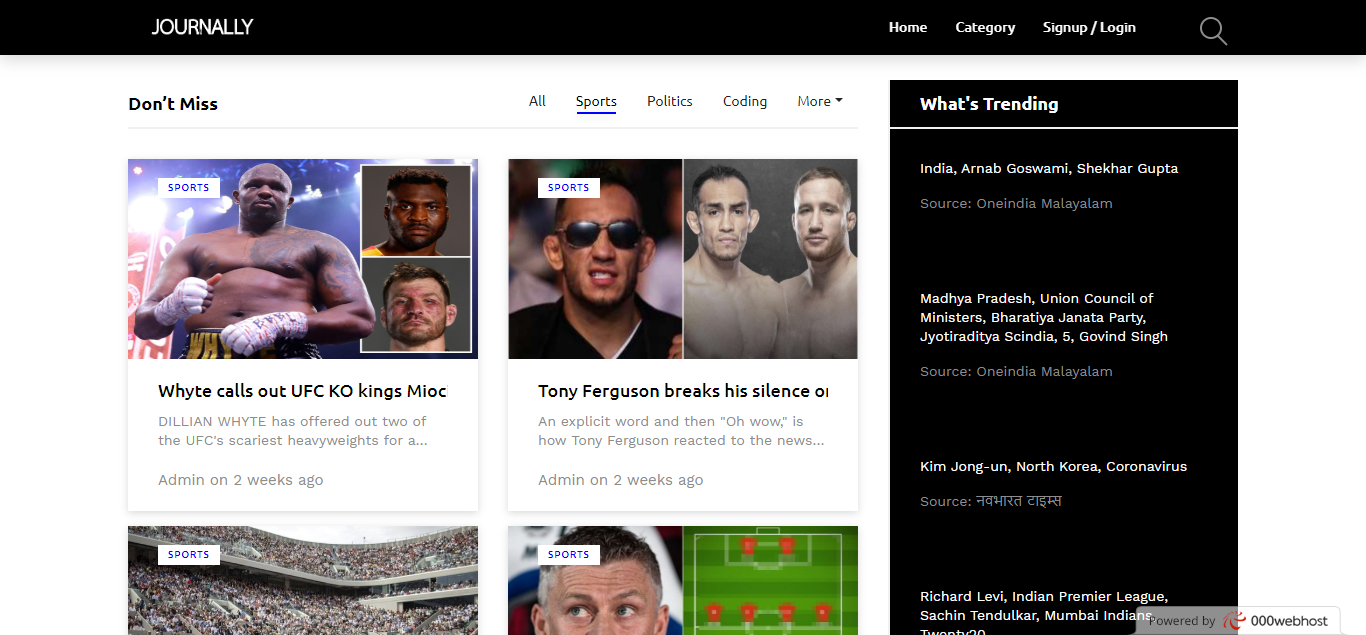 JOURNALLY
Home
Category
Signup / Login
Don't Miss
All
Sports
Politics
Coding
More
SPORTS
Whyte calls out UFC KO kings Mioc
DILLIAN WHYTE has offered out two of
the UFC's scariest heavyweights for a...
Admin on 2 weeks ago
SPORTS
Tony Ferguson breaks his silence on
An explicit word and then "Oh wow," is
how Tony Ferguson reacted to the news...
Admin on 2 weeks ago
SPORTS
SPORTS
What's Trending
India, Arnab Goswami, Shekhar Gupta
Source: Oneindia Malayalam
Madhya Pradesh, Union Council of
Ministers, Bharatiya Janata Party,
Jyotiraditya Scindia, 5, Govind Singh
Source: Oneindia Malayalam
Kim Jong-un, North Korea, Coronavirus
Source: नवभारत टाइम्स
Richard Levi, Indian Premier League,
Sachin Tendulkar, Mumbai Indians,
Twenty20
Powered by 000webhost